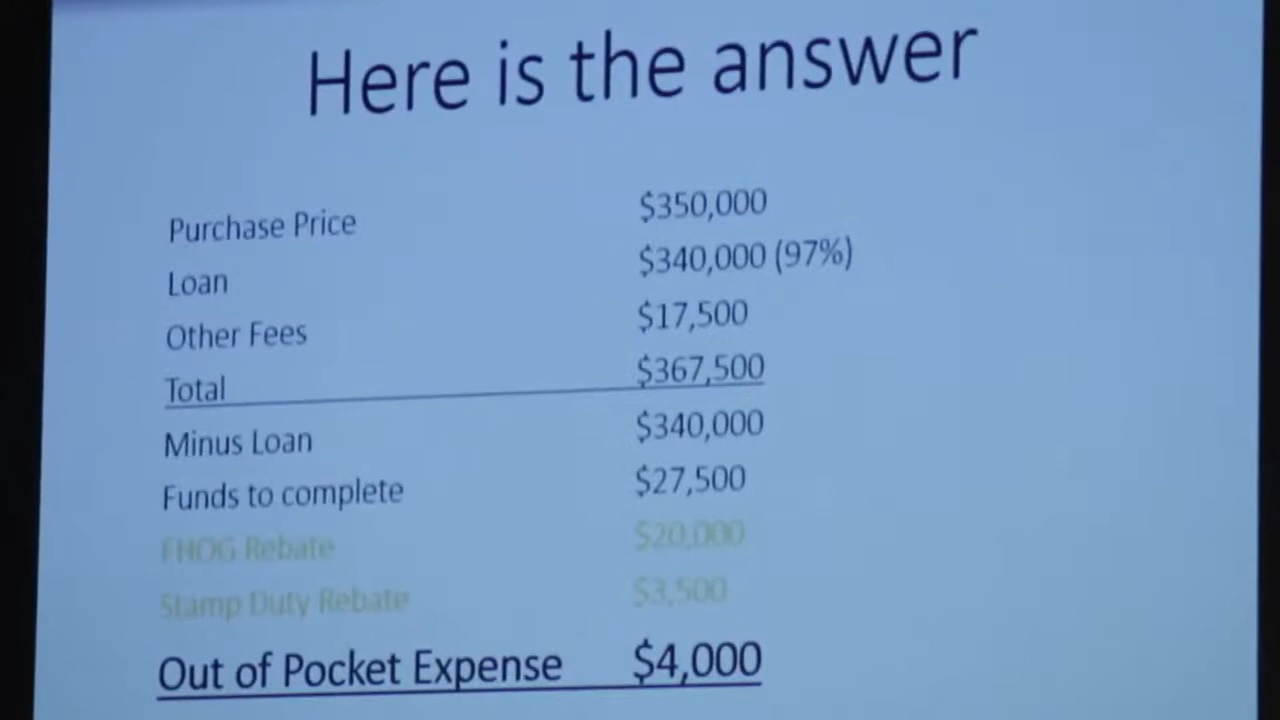 Here is the answer
Purchase Price $350,000
Loan $340,000 (97%)
Other Fees $17,500
Total $367,500
Minus Loan $340,000
Funds to complete $27,500
FHOG Rebate $20,000
Stamp Duty Rebate $3,500
Out of Pocket Expense $4,000